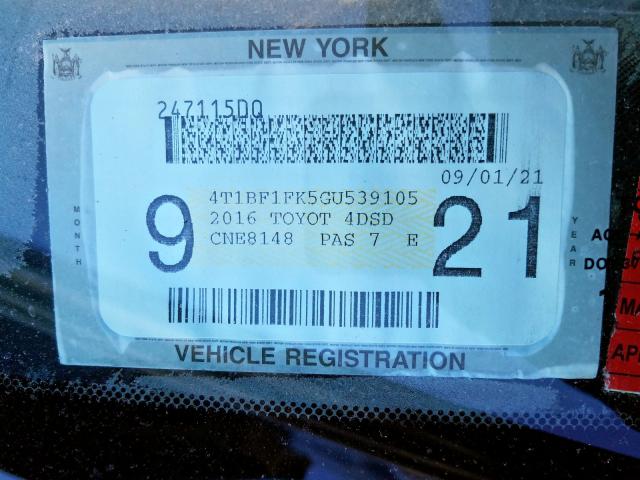 NEW YORK
247115DQ
09/01/21
4T1BF1FK5GU539105
2016 TOYOT 4DSD
CNE8148 PAS 7 E
MONTH
9
21
YEAR
VEHICLE REGISTRATION